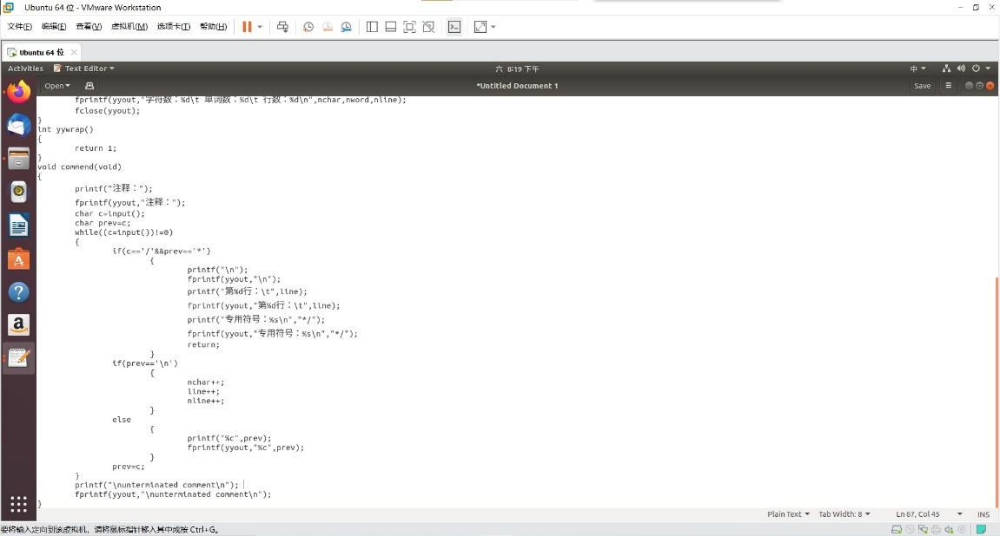 Ubuntu 64 位 - VMware Workstation
文件(F) 编辑(E) 查看(V) 虚拟机(M) 选项卡(T) 帮助(H)
Ubuntu 64 位
Activities Text Editor 六 8:19 下午 中
Open *Untitled Document 1 Save
fprintf(yyout,"字符数：%d\t 单词数：%d\t 行数：%d\n",nchar,nword,nline);
fclose(yyout);
}
int yywrap()
{
return 1;
}
void commend(void)
{
printf("注释：");
fprintf(yyout,"注释：");
char c=input();
char prev=c;
while((c=input())!=0)
{
if(c=='/'&&prev=='*')
{
printf("\n");
fprintf(yyout,"\n");
printf("第%d行：\t",line);
fprintf(yyout,"第%d行：\t",line);
printf("专用符号：%s\n","*/");
fprintf(yyout,"专用符号：%s\n","*/");
return;
}
if(prev=='\n')
{
nchar++;
line++;
nline++;
}
else
{
printf("%c",prev);
fprintf(yyout,"%c",prev);
}
prev=c;
}
printf("\nunterminated comment\n");
fprintf(yyout,"\nunterminated comment\n");
}
Plain Text Tab Width: 8 Ln 67, Col 45 INS
要将输入定向到该虚拟机，请将鼠标指针移入其中或按 Ctrl+G。